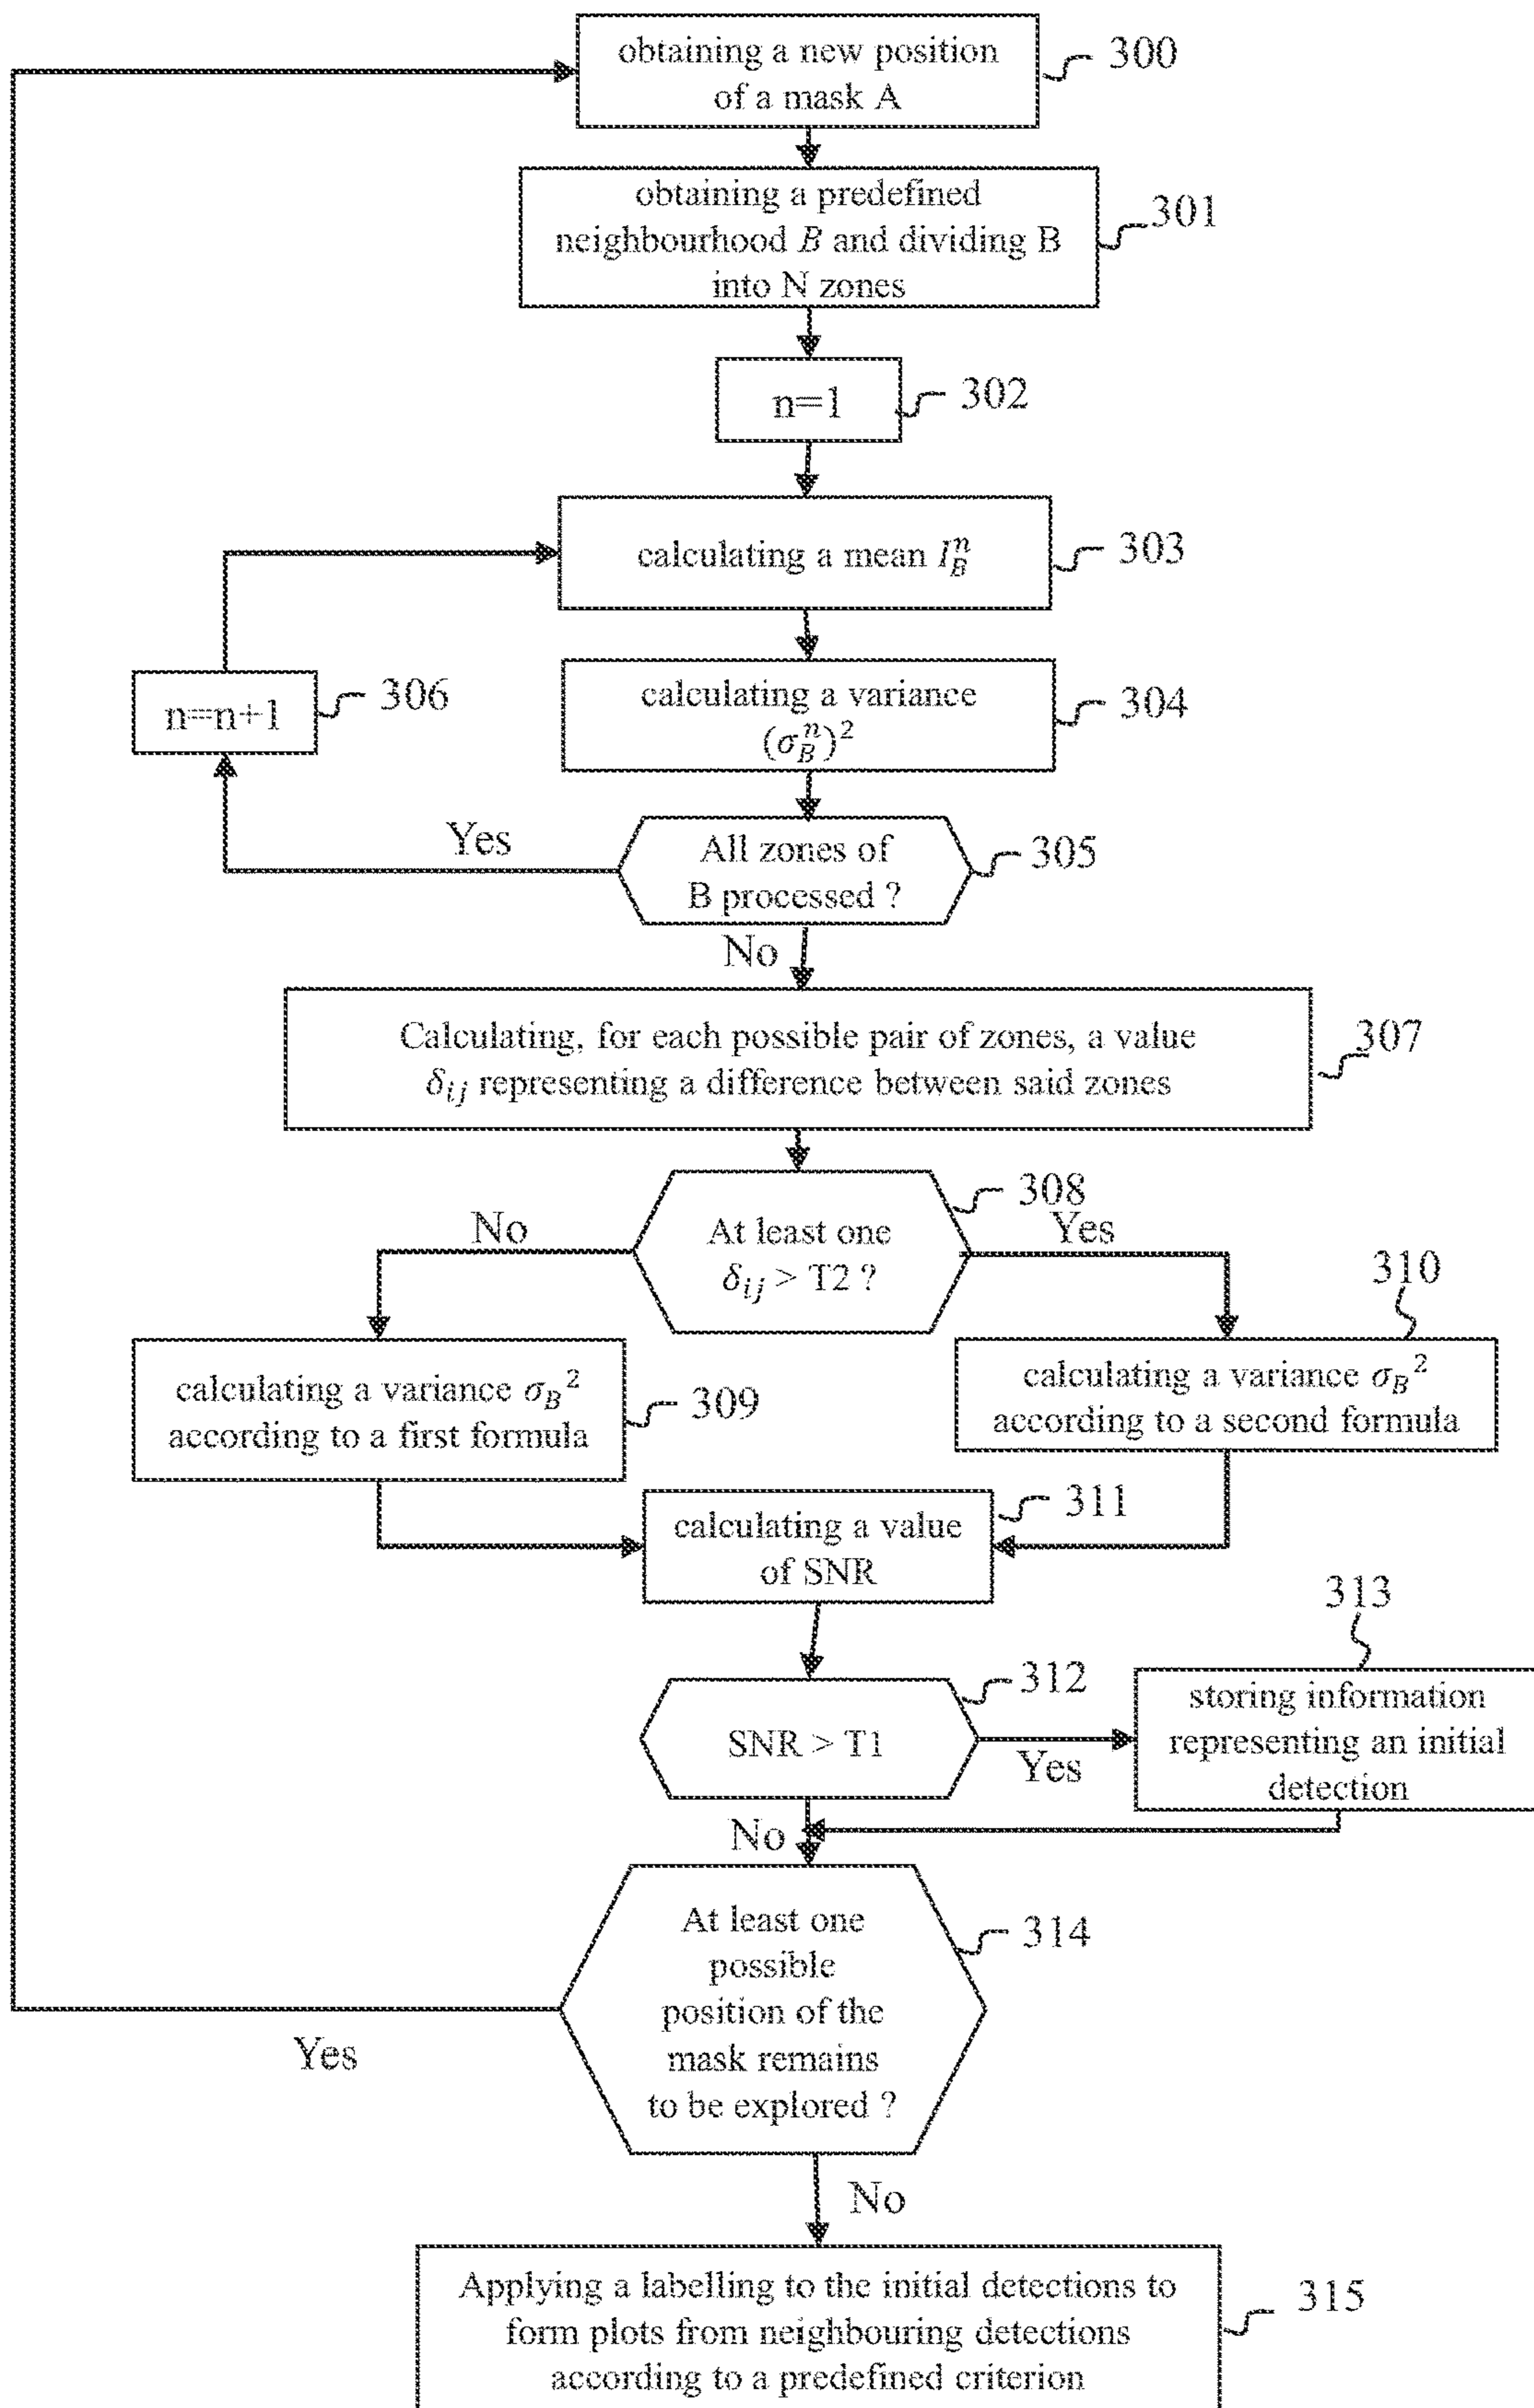 obtaining a new position
of a mask A
300
obtaining a predefined
neighbourhood B and dividing B
into N zones
301
n=1
302
calculating a mean I_B^n
303
calculating a variance
(σ_B^n)²
304
n=n+1
306
All zones of
B processed ?
305
Yes
No
Calculating, for each possible pair of zones, a value
δ_ij representing a difference between said zones
307
At least one
δ_ij > T2 ?
308
No
Yes
calculating a variance σ_B²
according to a first formula
309
calculating a variance σ_B²
according to a second formula
310
calculating a value
of SNR
311
SNR > T1
312
Yes
No
storing information
representing an initial
detection
313
At least one
possible
position of the
mask remains
to be explored ?
314
Yes
No
Applying a labelling to the initial detections to
form plots from neighbouring detections
according to a predefined criterion
315